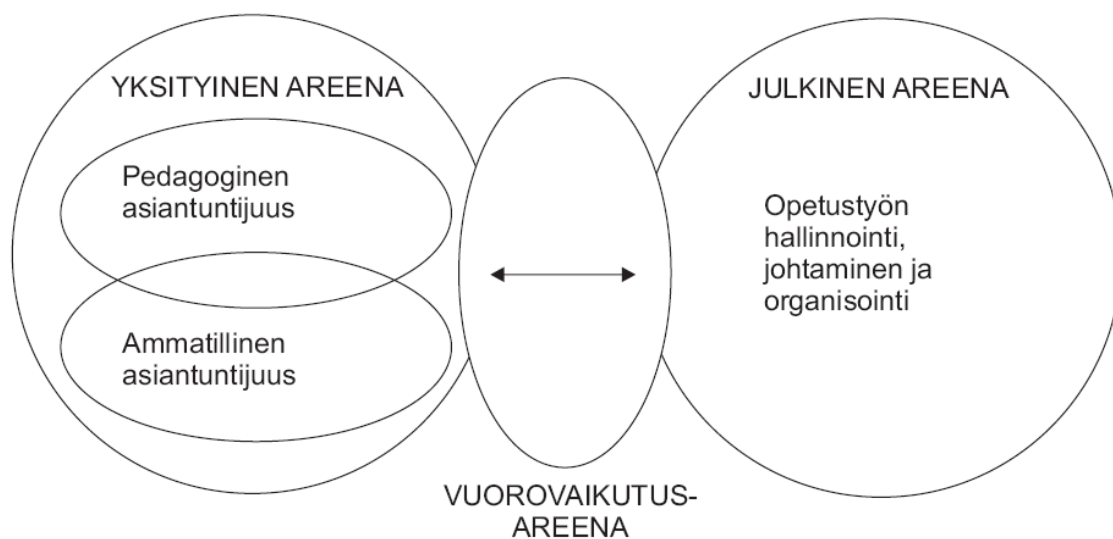 YKSITYINEN AREENA
Pedagoginen
asiantuntijuus
Ammatillinen
asiantuntijuus
VUOROVAIKUTUS-
AREENA
JULKINEN AREENA
Opetustyön
hallinnointi,
johtaminen ja
organisointi